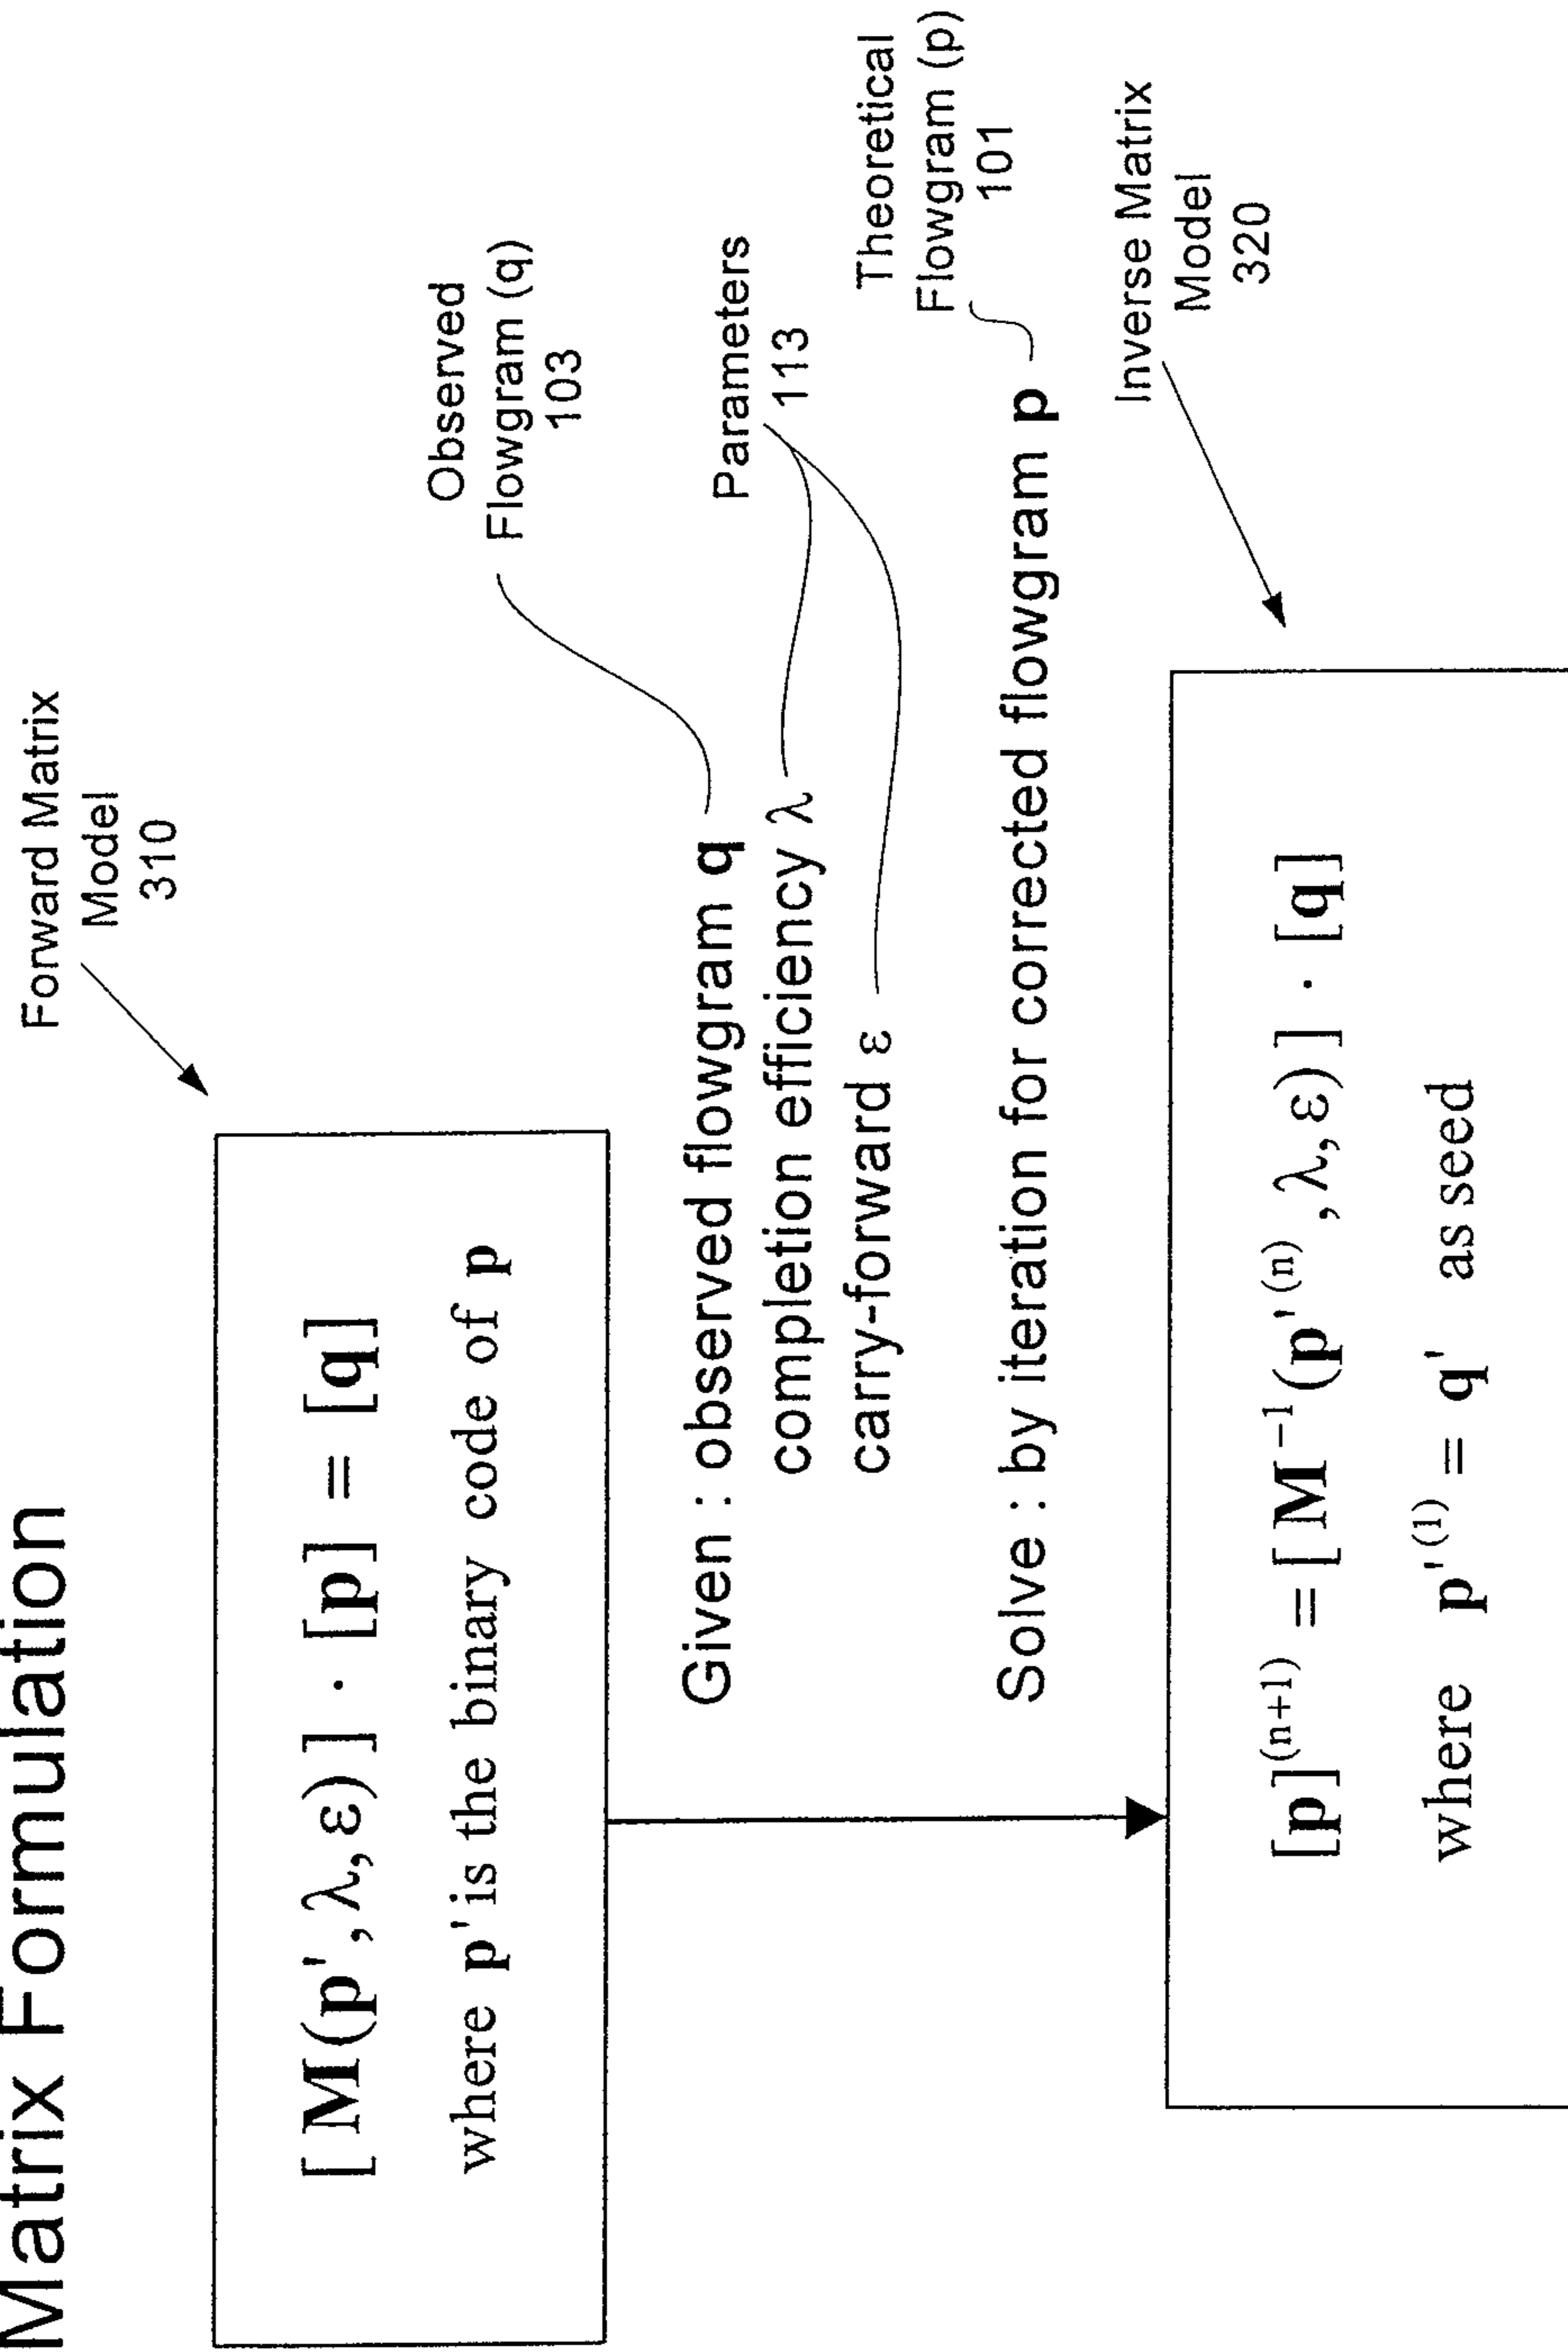 Matrix Formulation
Forward Matrix
Model
310
[ M(p', λ, ε) ] · [p] = [q]
where p' is the binary code of p
Observed
Flowgram (q)
103
Given : observed flowgram q
completion efficiency λ
carry-forward ε
Parameters
113
Theoretical
Flowgram (p)
101
Solve : by iteration for corrected flowgram p
Inverse Matrix
Model
320
[p]^(n+1) = [ M^−1 (p'^(n), λ, ε) ] · [q]
where p'^(1) = q' as seed